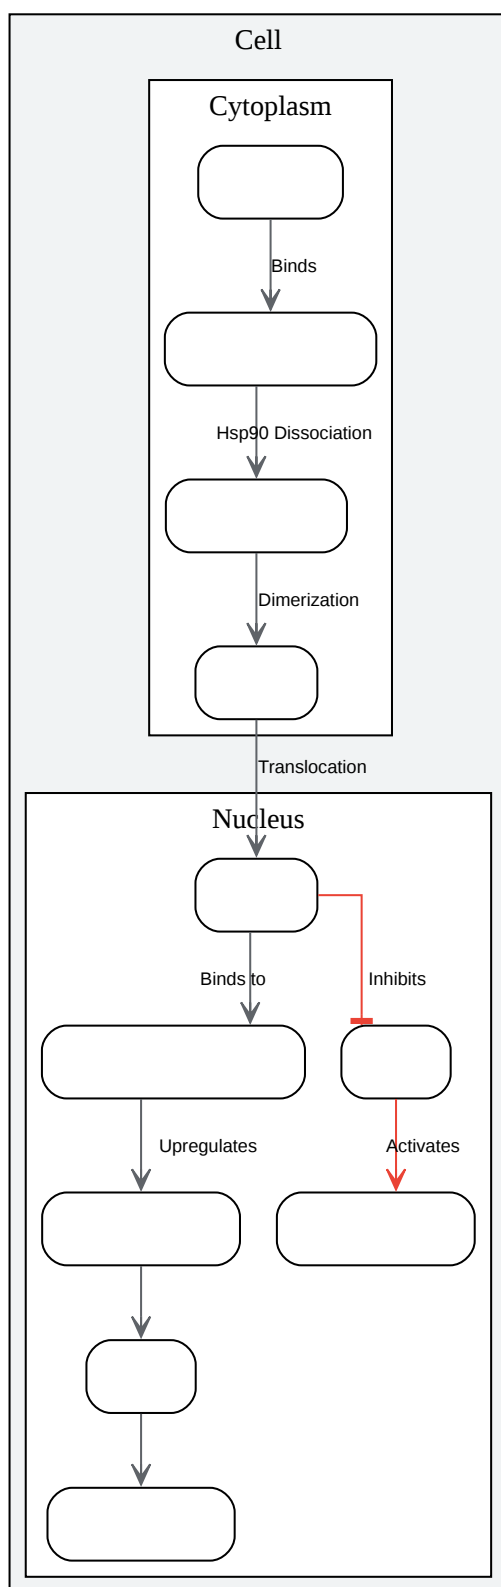 Cell
Cytoplasm
Binds
Hsp90 Dissociation
Dimerization
Translocation
Nucleus
Binds to
Inhibits
Upregulates
Activates